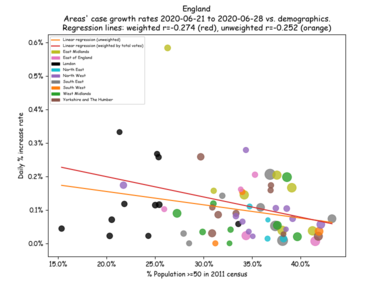 England
Areas' case growth rates 2020-06-21 to 2020-06-28 vs. demographics.
Regression lines: weighted r=-0.274 (red), unweighted r=-0.252 (orange)
Linear regression (unweighted)
Linear regression (weighted by total votes)
East Midlands
East of England
London
North East
North West
South East
South West
West Midlands
Yorkshire and The Humber
0.6%
0.5%
0.4%
0.3%
0.2%
0.1%
0.0%
Daily % increase rate
15.0% 20.0% 25.0% 30.0% 35.0% 40.0%
% Population >=50 in 2011 census